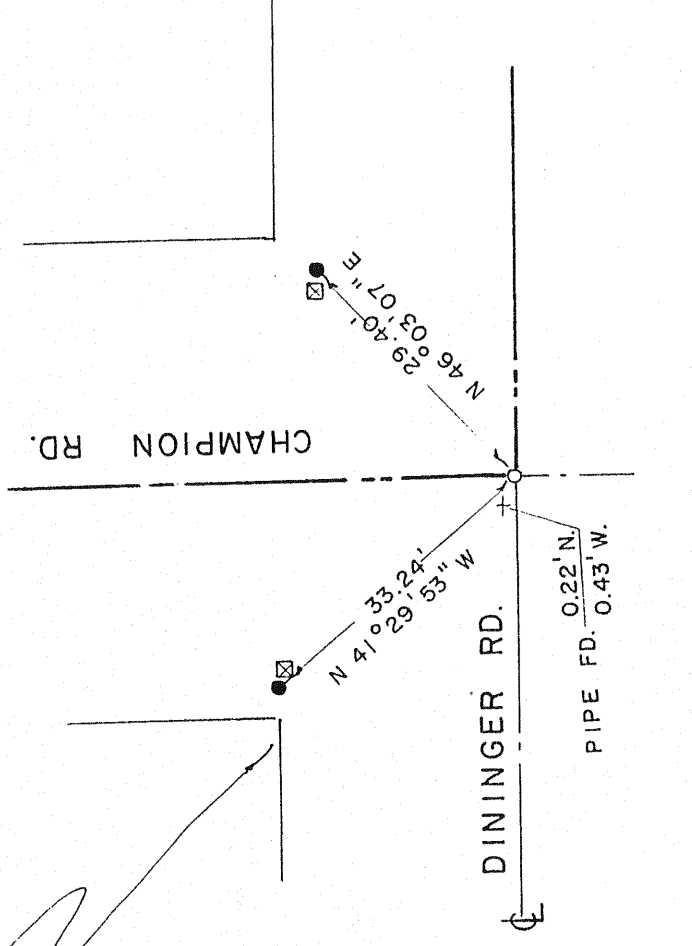 CHAMPION RD.
29.40'
N 46°03'07" E
33.24'
N 41°29'53" W
DININGER RD.
PIPE FD. 0.22' N.
0.43' W.
CL